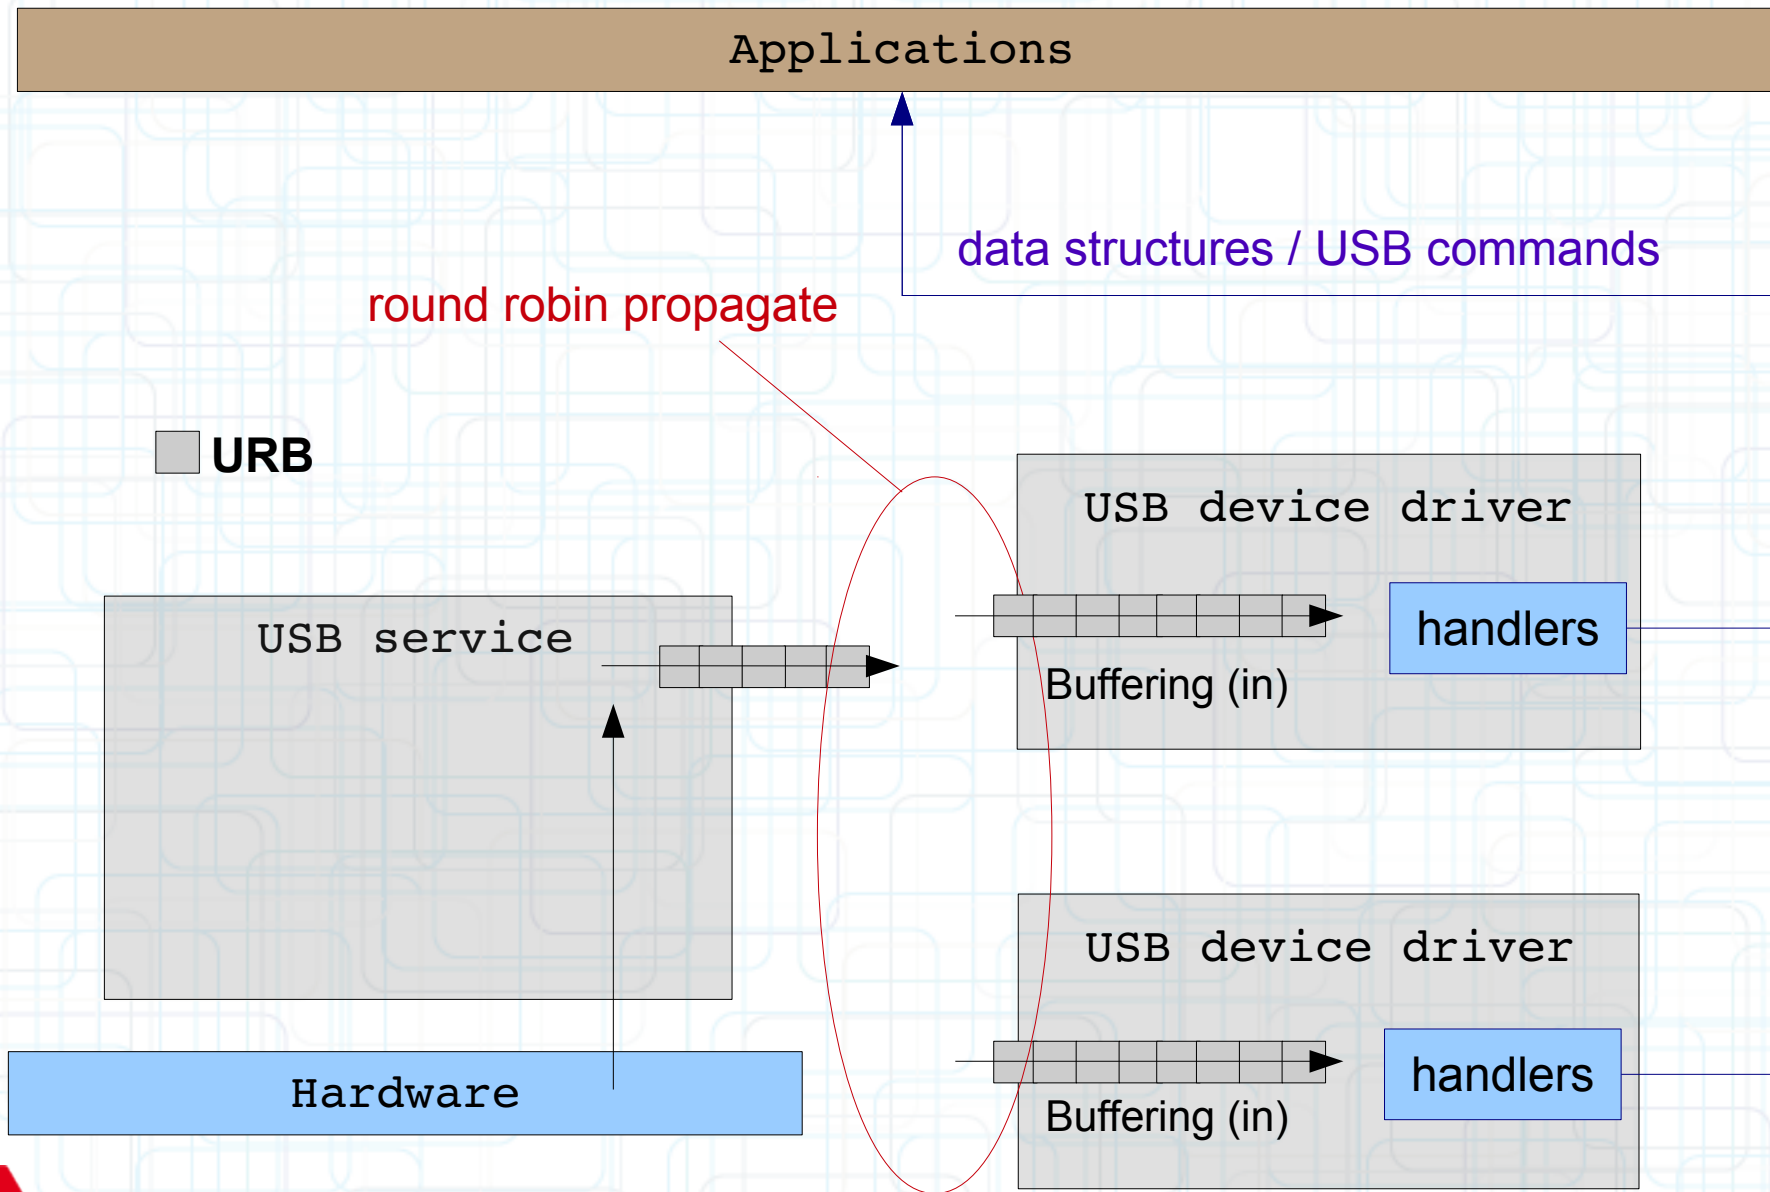 Applications
data structures / USB commands
round robin propagate
URB
USB device driver
USB service
handlers
Buffering (in)
USB device driver
Hardware
handlers
Buffering (in)